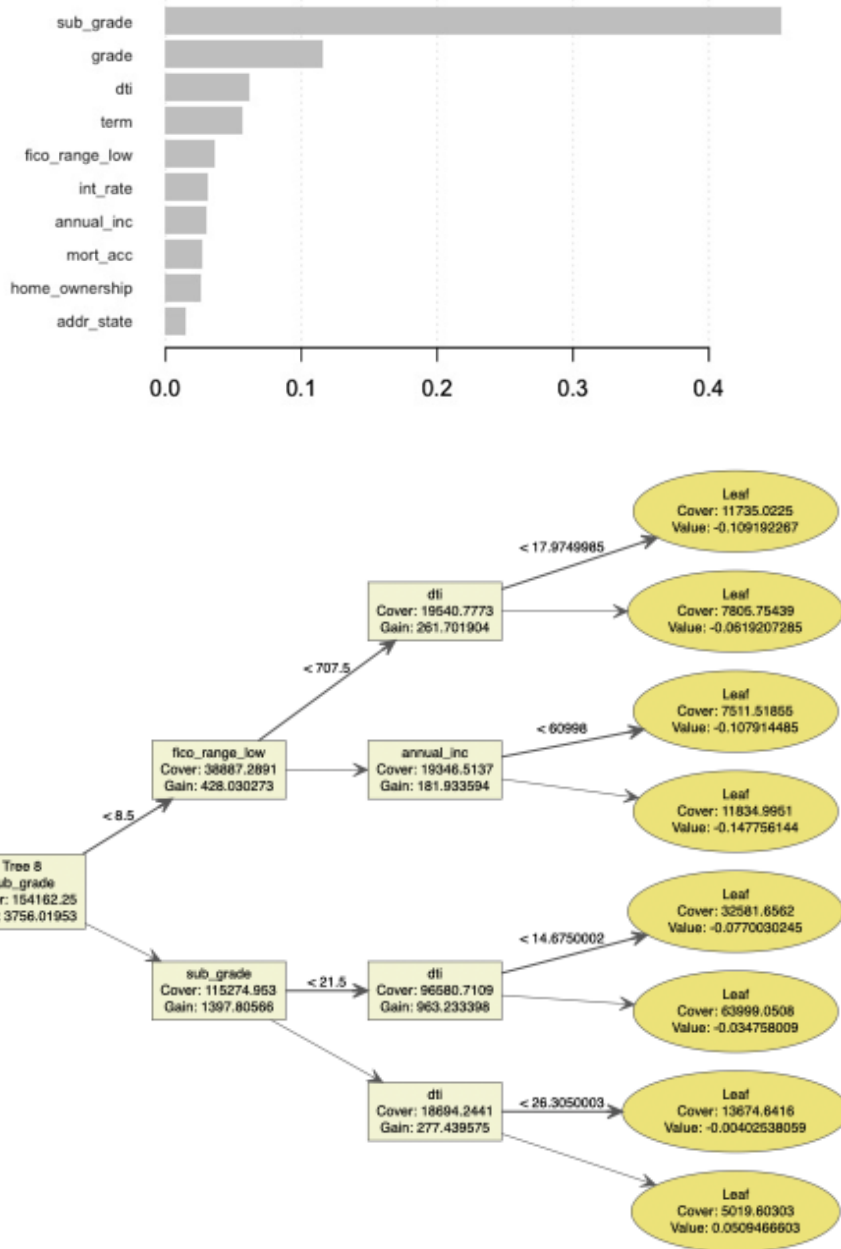 sub_grade
grade
dti
term
fico_range_low
int_rate
annual_inc
mort_acc
home_ownership
addr_state
0.0 0.1 0.2 0.3 0.4
Leaf
Cover: 11735.0225
Value: -0.109192267
< 17.9749985
dti
Cover: 19540.7773
Gain: 261.701904
Leaf
Cover: 7805.75439
Value: -0.0619207285
< 707.5
Leaf
Cover: 7511.51855
Value: -0.107914485
< 60998
fico_range_low
Cover: 38887.2891
Gain: 428.030273
annual_inc
Cover: 19346.5137
Gain: 181.933594
Leaf
Cover: 11834.9951
Value: -0.147756144
< 8.5
Tree 8
ub_grade
r: 154162.25
3756.01953
Leaf
Cover: 32581.6562
Value: -0.0770030245
< 14.6750002
sub_grade
Cover: 115274.953
Gain: 1397.80566
< 21.5
dti
Cover: 96580.7109
Gain: 963.233398
Leaf
Cover: 63999.0508
Value: -0.034758009
dti
Cover: 18694.2441
Gain: 277.439575
< 26.3050003
Leaf
Cover: 13674.6416
Value: -0.00402538059
Leaf
Cover: 5019.60303
Value: 0.0509466603